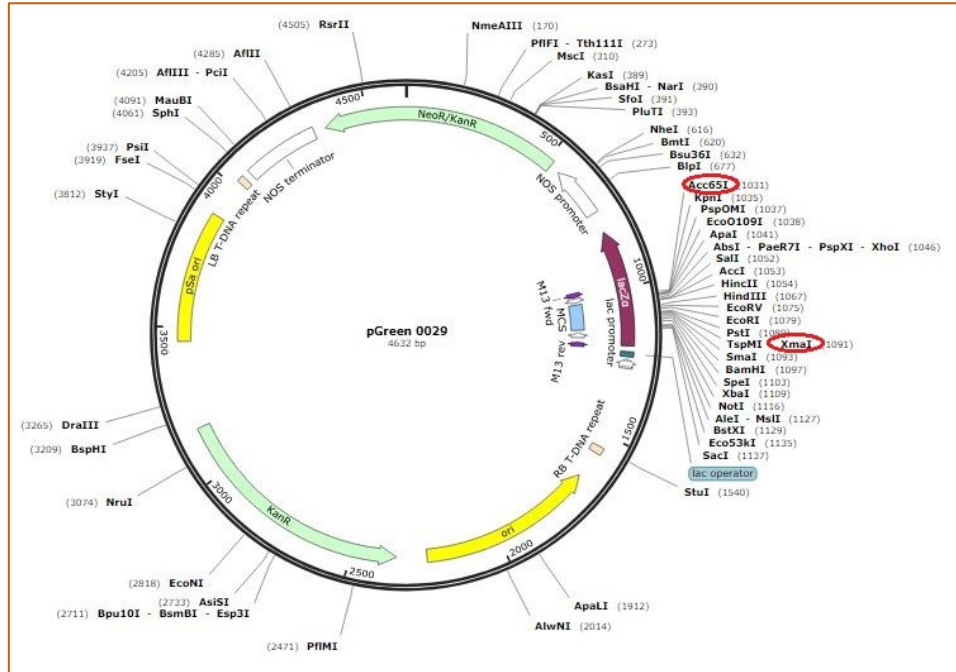 (4505) RsrII
(4285) AflII
(4205) AflIII - PciI
(4091) MauBI
(4061) SphI
(3937) PsiI
(3919) FseI
(3812) StyI
(3265) DraIII
(3209) BspHI
(3074) NruI
(2818) EcoNI
(2733) AsiSI
(2711) Bpu10I - BsmBI - Esp3I
(2471) PflMI
NmeAIII (170)
PflFI - Tth111I (273)
MscI (310)
KasI (389)
BsaHI - NarI (390)
SfoI (391)
PluTI (393)
NheI (616)
BmtI (620)
Bsu36I (632)
BlpI (677)
Acc65I (1031)
KpnI (1035)
PspOMI (1037)
EcoO109I (1038)
ApaI (1041)
AbsI - PaeR7I - PspXI - XhoI (1046)
SalI (1052)
AccI (1053)
HincII (1054)
HindIII (1067)
EcoRV (1075)
EcoRI (1079)
PstI
TspMI XmaI (1091)
SmaI (1093)
BamHI (1097)
SpeI (1103)
XbaI (1109)
NotI (1116)
AleI - MslI (1127)
BstXI (1129)
Eco53kI (1135)
SacI (1137)
lac operator
StuI (1540)
ApaLI (1912)
AlwNI (2014)
4500
500
1000
1500
2000
2500
3000
3500
4000
NeoR/KanR
NOS terminator
LB T-DNA repeat
pSa ori
NOS promoter
lacZα
lac promoter
M13 fwd
MCS
M13 rev
RB T-DNA repeat
ori
KanR
pGreen 0029
4632 bp